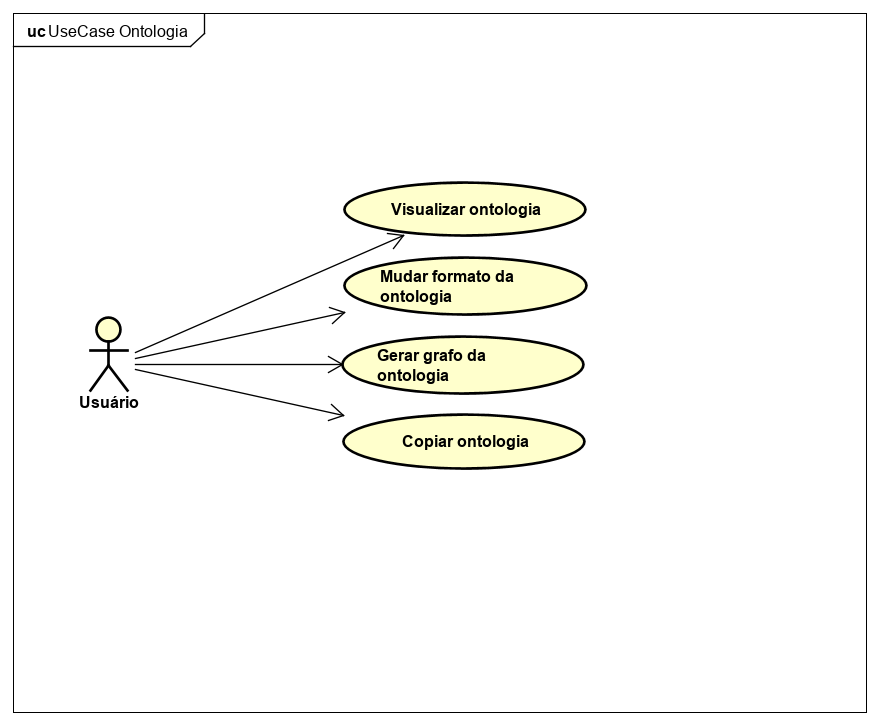 uc UseCase Ontologia
Visualizar ontologia
Mudar formato da
ontologia
Gerar grafo da
ontologia
Usuário
Copiar ontologia